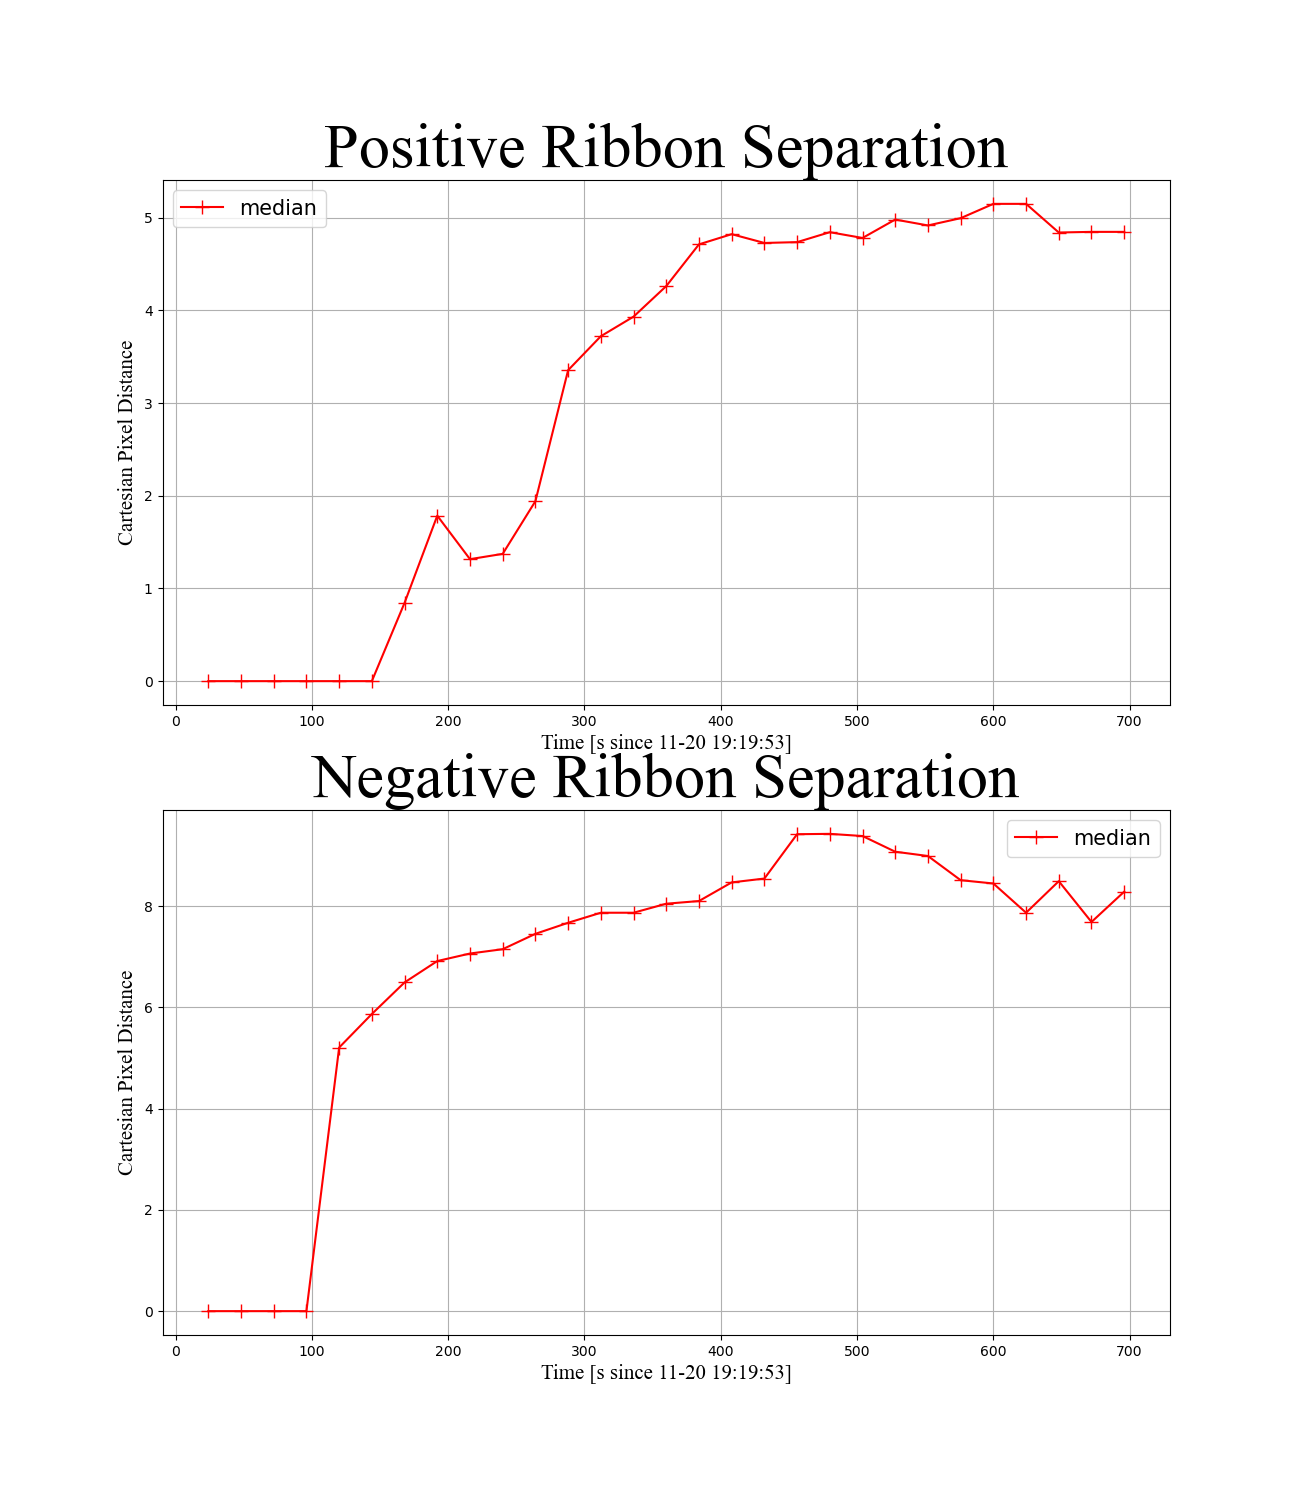 Positive Ribbon Separation
median
Cartesian Pixel Distance
5
4
3
2
1
0
0 100 200 300 400 500 600 700
Time [s since 11-20 19:19:53]
Negative Ribbon Separation
median
Cartesian Pixel Distance
8
6
4
2
0
0 100 200 300 400 500 600 700
Time [s since 11-20 19:19:53]